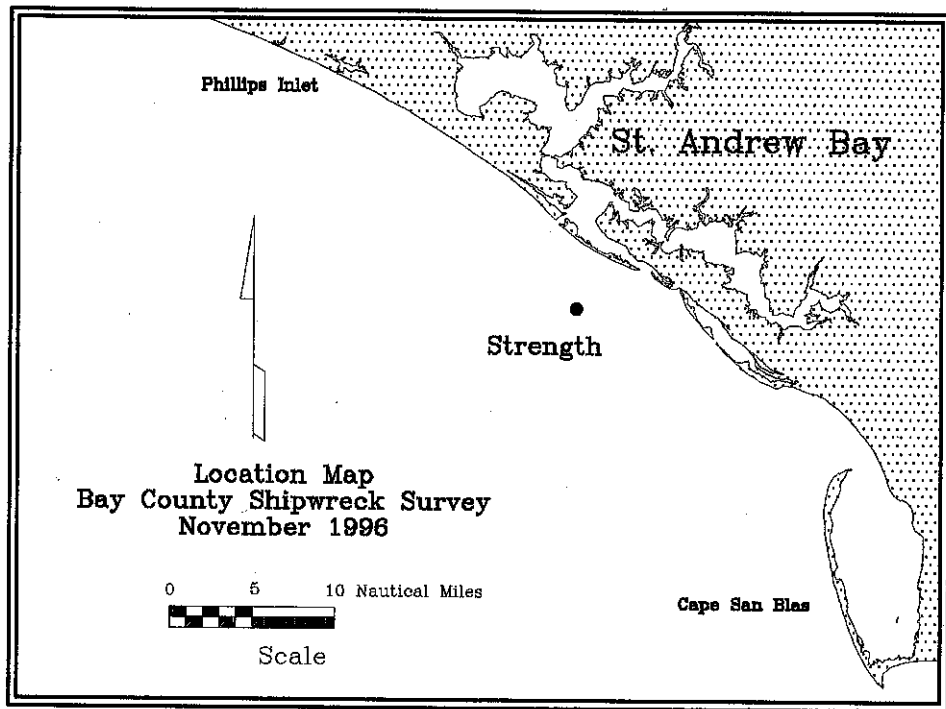 Phillips Inlet
St. Andrew Bay
Strength
Location Map
Bay County Shipwreck Survey
November 1996
0 5 10 Nautical Miles
Scale
Cape San Blas